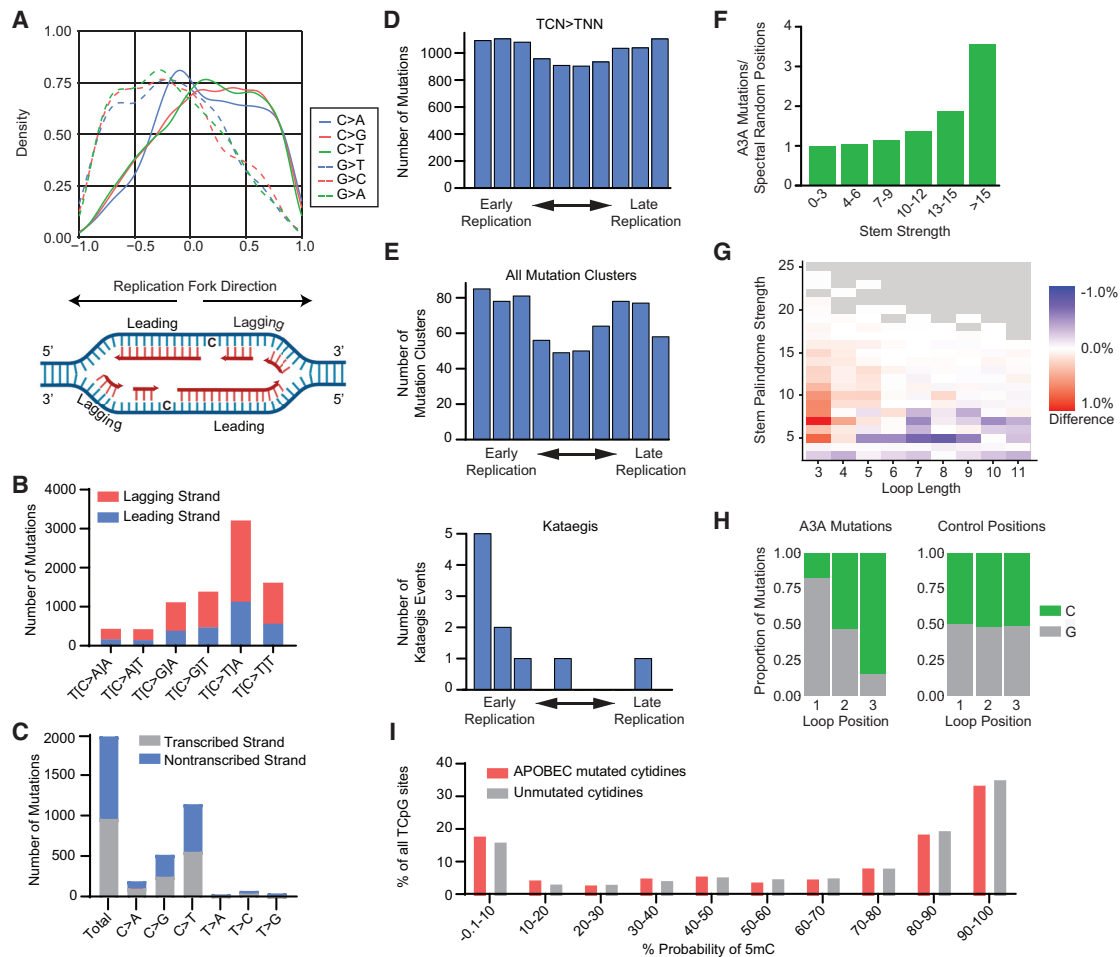 A
1.00
0.75
0.50
0.25
0.00
Density
−1.0
−0.5
0.0
0.5
1.0
C>A
C>G
C>T
G>T
G>C
G>A
Replication Fork Direction
Leading
Lagging
C
5'
3'
3'
5'
Lagging
C
Leading
B
Number of Mutations
4000
3000
2000
1000
0
Lagging Strand
Leading Strand
T[C>A]A
T[C>A]T
T[C>G]A
T[C>G]T
T[C>T]A
T[C>T]T
C
Number of Mutations
2000
1500
1000
500
0
Transcribed Strand
Nontranscribed Strand
Total
C>A
C>G
C>T
T>A
T>C
T>G
D
TCN>TNN
Number of Mutations
1000
800
600
400
200
0
Early
Replication
Late
Replication
E
All Mutation Clusters
Number of
Mutation Clusters
80
60
40
20
0
Early
Replication
Late
Replication
Kataegis
Number of
Kataegis Events
5
4
3
2
1
0
Early
Replication
Late
Replication
F
A3A Mutations/
Spectral Random Positions
4
3
2
1
0
0-3
4-6
7-9
10-12
13-15
>15
Stem Strength
G
Stem Palindrome Strength
25
20
15
10
5
3
4
5
6
7
8
9
10
11
Loop Length
-1.0%
0.0%
1.0%
Difference
H
A3A Mutations
Control Positions
Proportion of Mutations
1.00
0.75
0.50
0.25
0.00
1
2
3
Loop Position
1.00
0.75
0.50
0.25
0.00
1
2
3
Loop Position
C
G
I
% of all TCpG sites
40
30
20
10
0
APOBEC mutated cytidines
Unmutated cytidines
-0.1-10
10-20
20-30
30-40
40-50
50-60
60-70
70-80
80-90
90-100
% Probability of 5mC